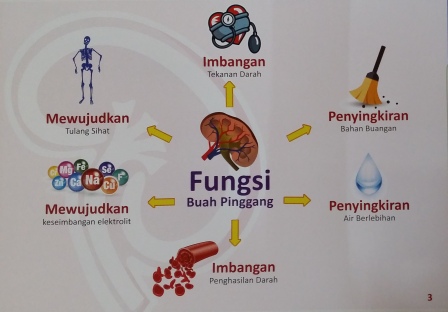 Imbangan
Tekanan Darah
Mewujudkan
Tulang Sihat
Penyingkiran
Bahan Buangan
Fungsi
Buah Pinggang
Mg Fe Se
Ca Na Cu
Mewujudkan
keseimbangan elektrolit
Penyingkiran
Air Berlebihan
Imbangan
Penghasilan Darah
3